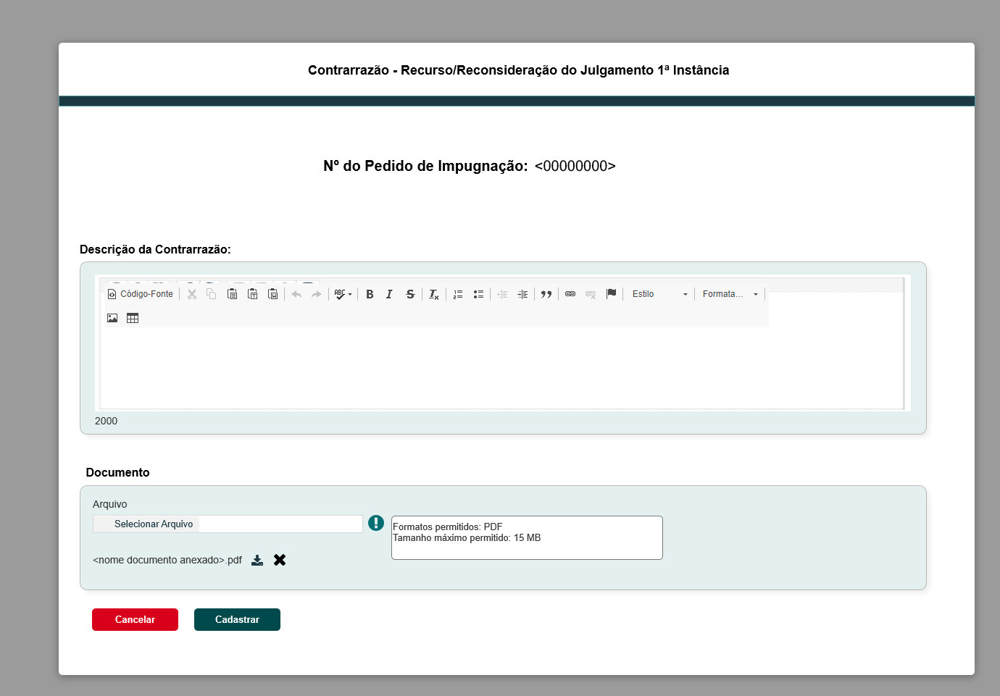 Contrarrazão - Recurso/Reconsideração do Julgamento 1ª Instância
Nº do Pedido de Impugnação: <00000000>
Descrição da Contrarrazão:
Código-Fonte ABC B I S Tx Estilo Formata...
2000
Documento
Arquivo
Selecionar Arquivo
Formatos permitidos: PDF
Tamanho máximo permitido: 15 MB
<nome documento anexado>.pdf
Cancelar Cadastrar